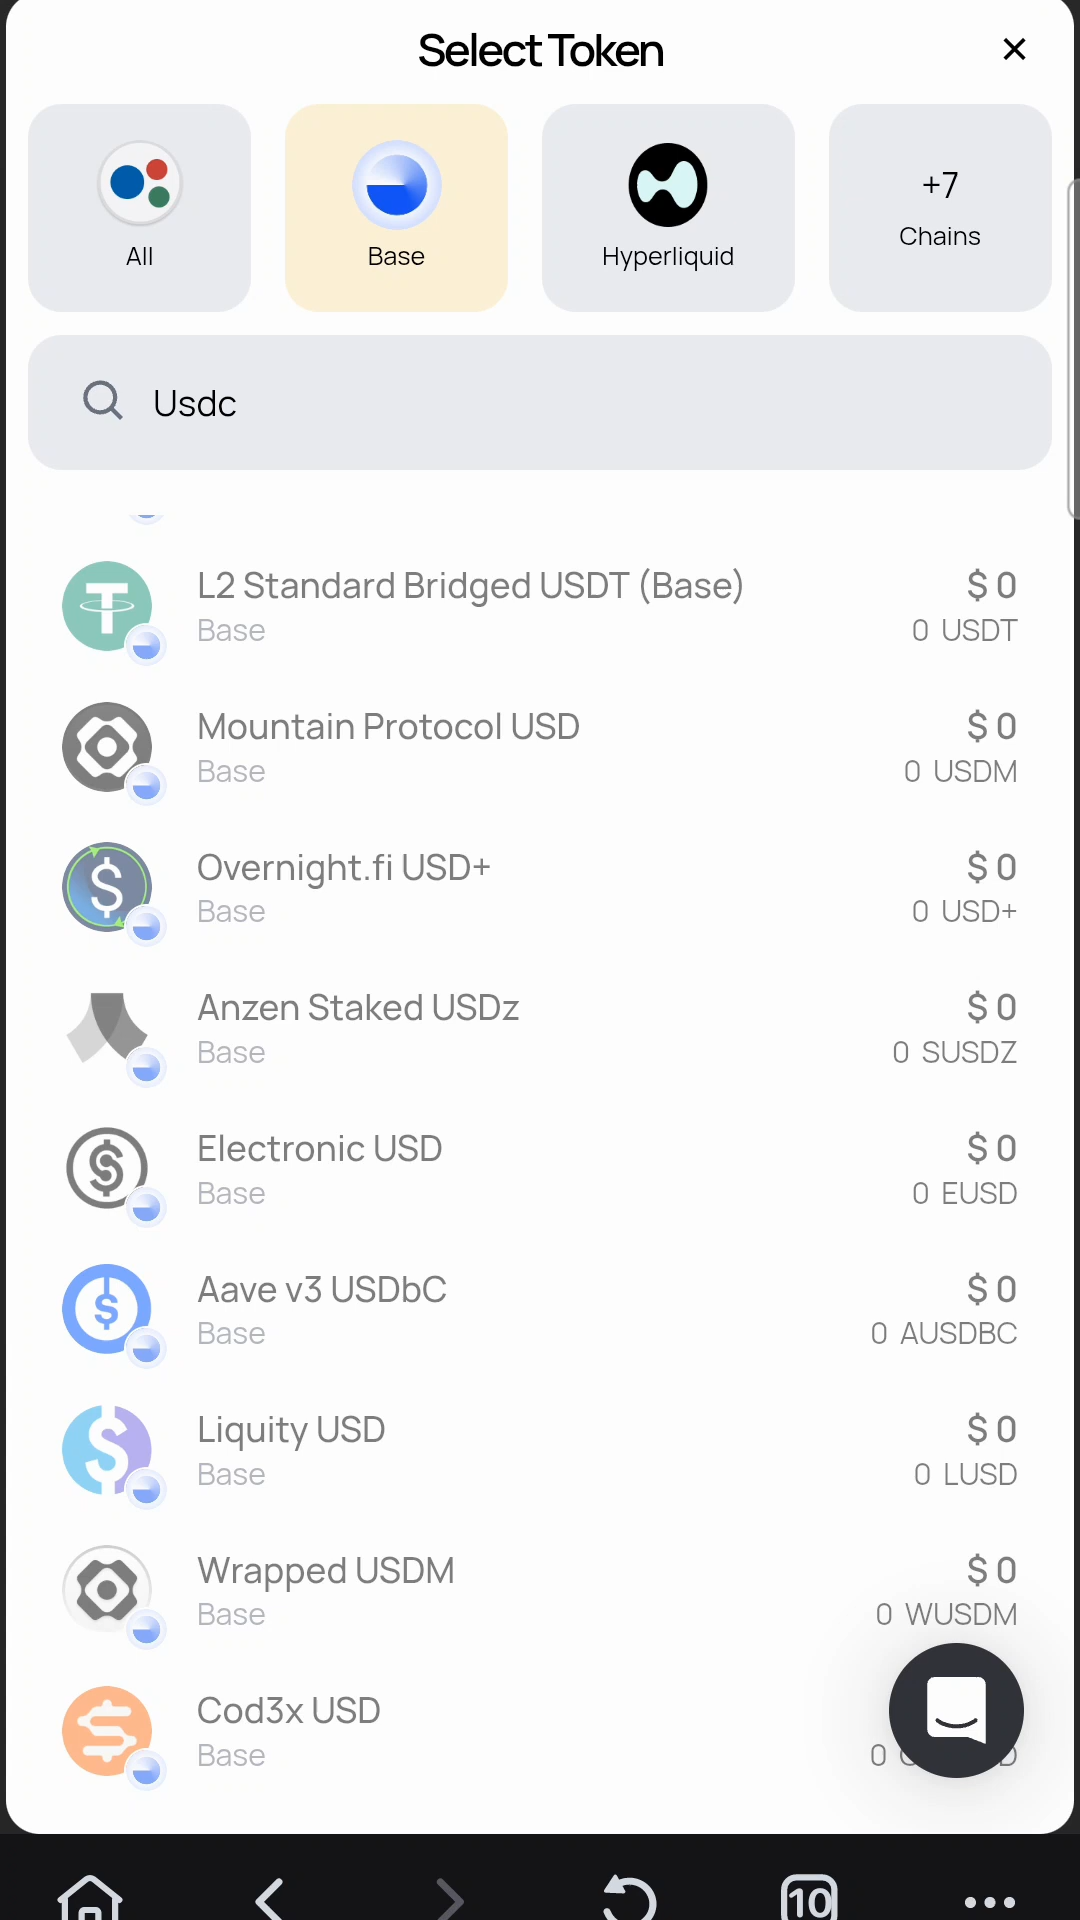 Select Token
All
Base
Hyperliquid
+7
Chains
Usdc
L2 Standard Bridged USDT (Base)
$ 0
Base
0 USDT
Mountain Protocol USD
$ 0
Base
0 USDM
Overnight.fi USD+
$ 0
Base
0 USD+
Anzen Staked USDz
$ 0
Base
0 SUSDZ
Electronic USD
$ 0
Base
0 EUSD
Aave v3 USDbC
$ 0
Base
0 AUSDBC
Liquity USD
$ 0
Base
0 LUSD
Wrapped USDM
$ 0
Base
0 WUSDM
Cod3x USD
Base
0
10